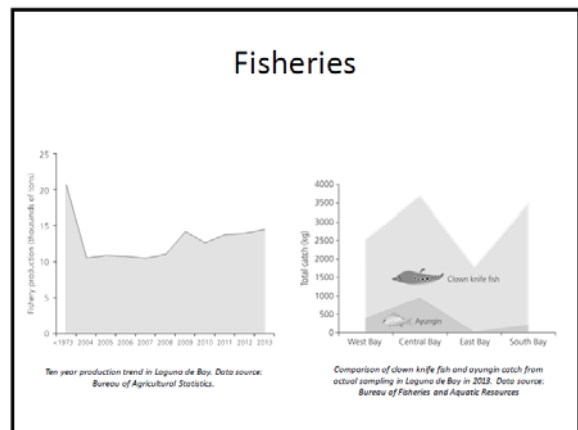 Fisheries
Fishery production (thousands of tons)
25
20
15
10
5
0
<1973 2004 2005 2006 2007 2008 2009 2010 2011 2012 2013
Ten year production trend in Laguna de Bay. Data source:
Bureau of Agricultural Statistics.
Total catch (kg)
4000
3500
3000
2500
2000
1500
1000
500
0
Clown knife fish
Ayungin
West Bay Central Bay East Bay South Bay
Comparison of clown knife fish and ayungin catch from
actual sampling in Laguna de Bay in 2013. Data source:
Bureau of Fisheries and Aquatic Resources